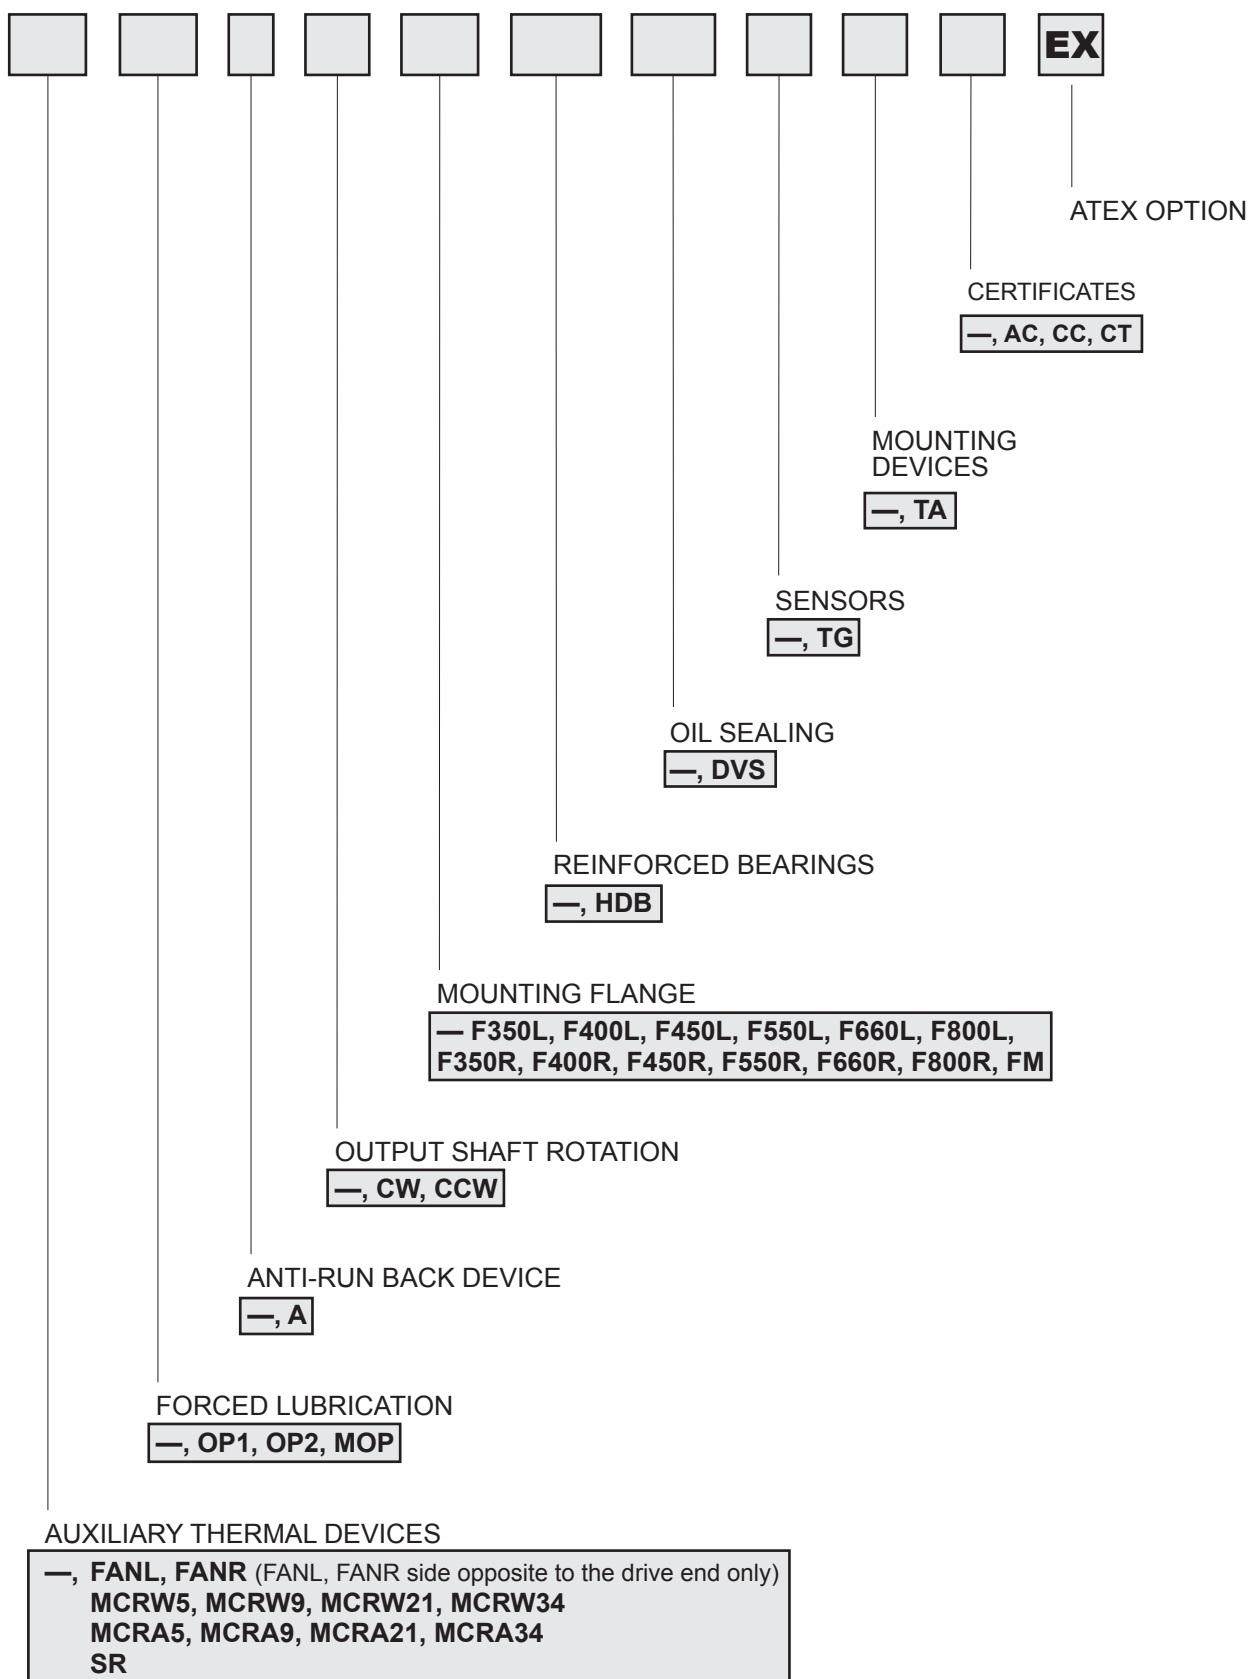 EX
ATEX OPTION
CERTIFICATES
—, AC, CC, CT
MOUNTING
DEVICES
—, TA
SENSORS
—, TG
OIL SEALING
—, DVS
REINFORCED BEARINGS
—, HDB
MOUNTING FLANGE
— F350L, F400L, F450L, F550L, F660L, F800L,
F350R, F400R, F450R, F550R, F660R, F800R, FM
OUTPUT SHAFT ROTATION
—, CW, CCW
ANTI-RUN BACK DEVICE
—, A
FORCED LUBRICATION
—, OP1, OP2, MOP
AUXILIARY THERMAL DEVICES
—, FANL, FANR (FANL, FANR side opposite to the drive end only)
MCRW5, MCRW9, MCRW21, MCRW34
MCRA5, MCRA9, MCRA21, MCRA34
SR